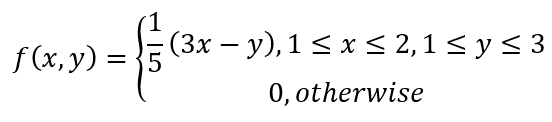 f(x, y) = { 1/5 (3x − y), 1 ≤ x ≤ 2, 1 ≤ y ≤ 3
0, otherwise